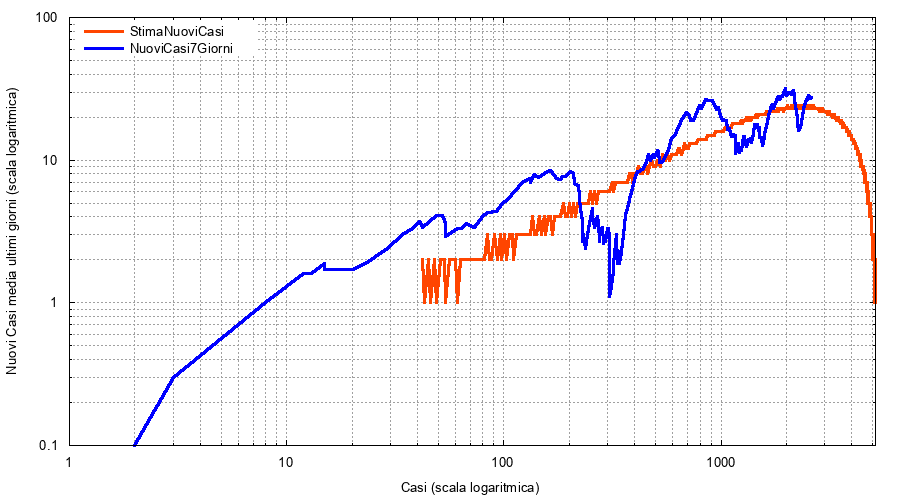 100
StimaNuoviCasi
NuoviCasi7Giorni
10
Nuovi Casi media ultimi giorni (scala logaritmica)
1
0.1
1 10 100 1000
Casi (scala logaritmica)